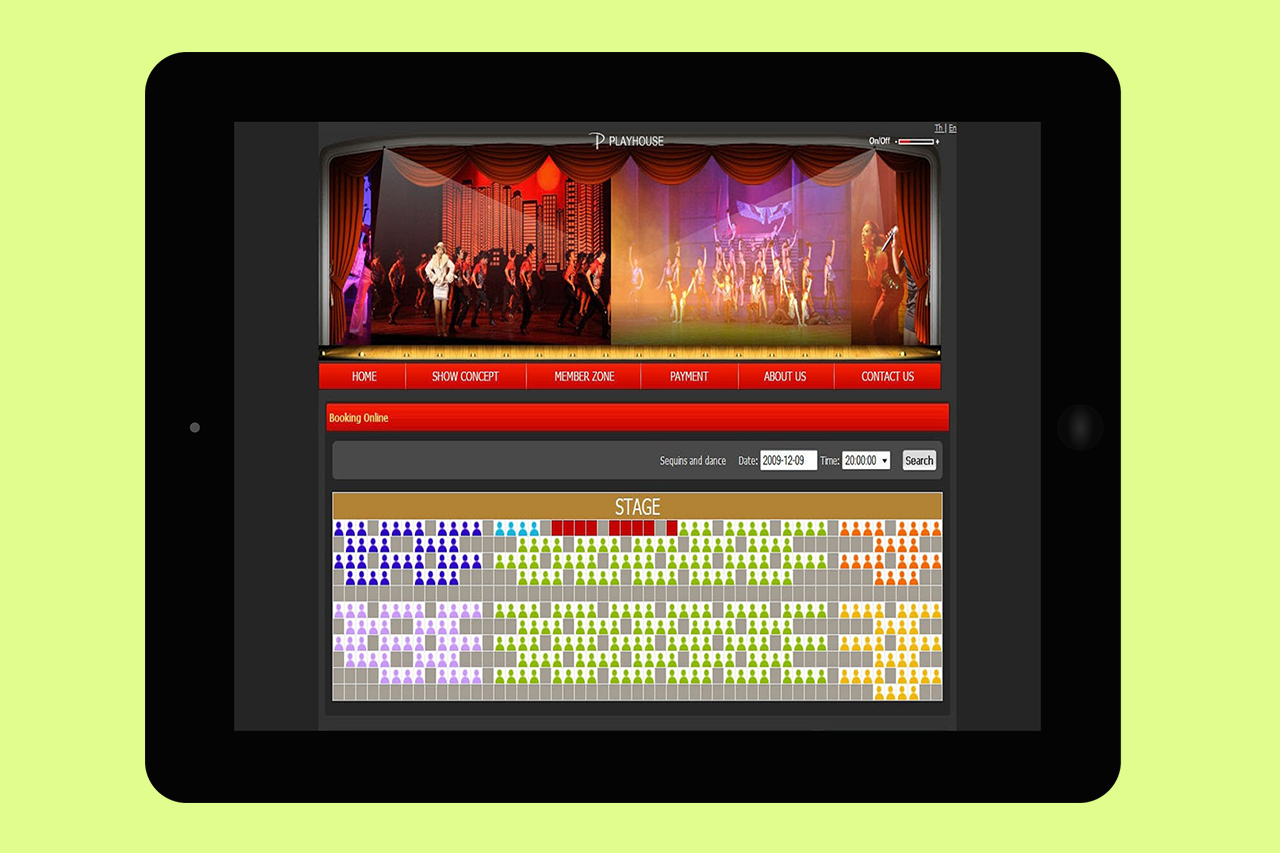 Th | En
PLAYHOUSE
On/Off - +
HOME SHOW CONCEPT MEMBER ZONE PAYMENT ABOUT US CONTACT US
Booking Online
Sequins and dance Date: 2009-12-09 Time: 20:00:00 Search
STAGE